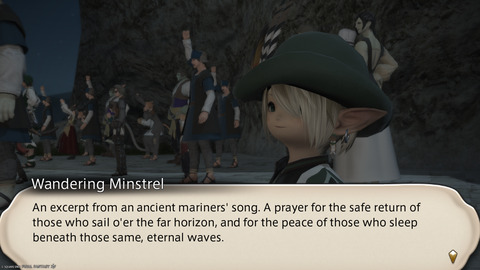 Wandering Minstrel
An excerpt from an ancient mariners' song. A prayer for the safe return of
those who sail o'er the far horizon, and for the peace of those who sleep
beneath those same, eternal waves.